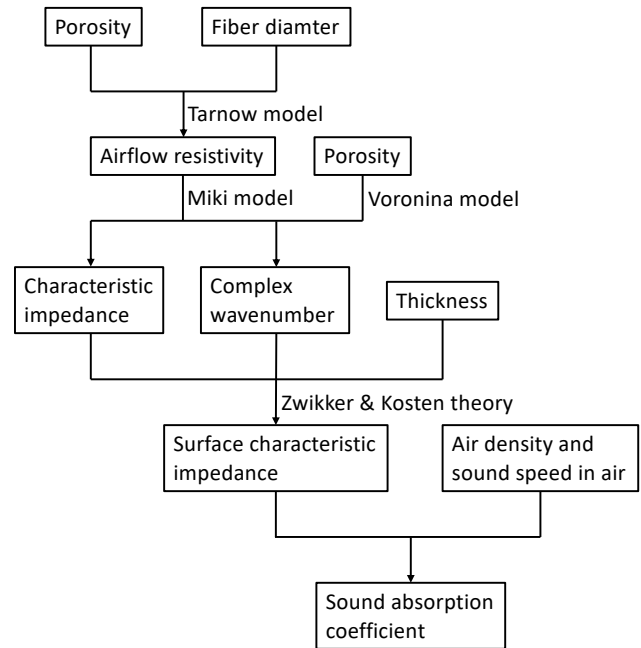 Porosity
Fiber diamter
Tarnow model
Airflow resistivity
Porosity
Miki model
Voronina model
Characteristic
impedance
Complex
wavenumber
Thickness
Zwikker & Kosten theory
Surface characteristic
impedance
Air density and
sound speed in air
Sound absorption
coefficient